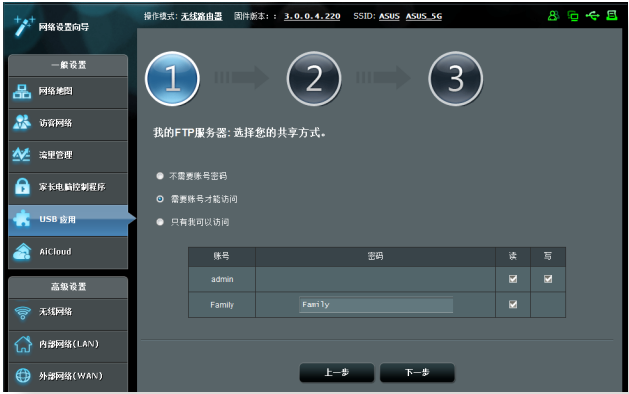 操作模式: 无线路由器 固件版本: : 3.0.0.4.220 SSID: ASUS ASUS_5G
网络设置向导
一般设置
网络地图
访客网络
流量管理
家长电脑控制程序
USB 应用
AiCloud
高级设置
无线网络
内部网络(LAN)
外部网络(WAN)
1 2 3
我的FTP服务器: 选择您的共享方式。
不需要账号密码
需要账号才能访问
只有我可以访问
账号 密码 读 写
admin
Family Family
上一步 下一步